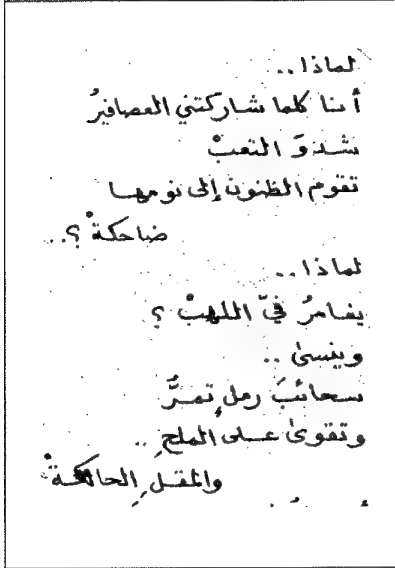 لماذا ..
أنا كلما شاركتني العصافيرُ
شدوَ التعبْ
تقوم الظنون إلى نومها
ضاحكةْ ؟..
لماذا ..
يغامرُ فيّ اللهبْ ؟
وينسىٰ ..
سحائبَ رملٍ تمرُّ
وتقوىٰ على الملحِ ..
والمقلِ الحالكةْ